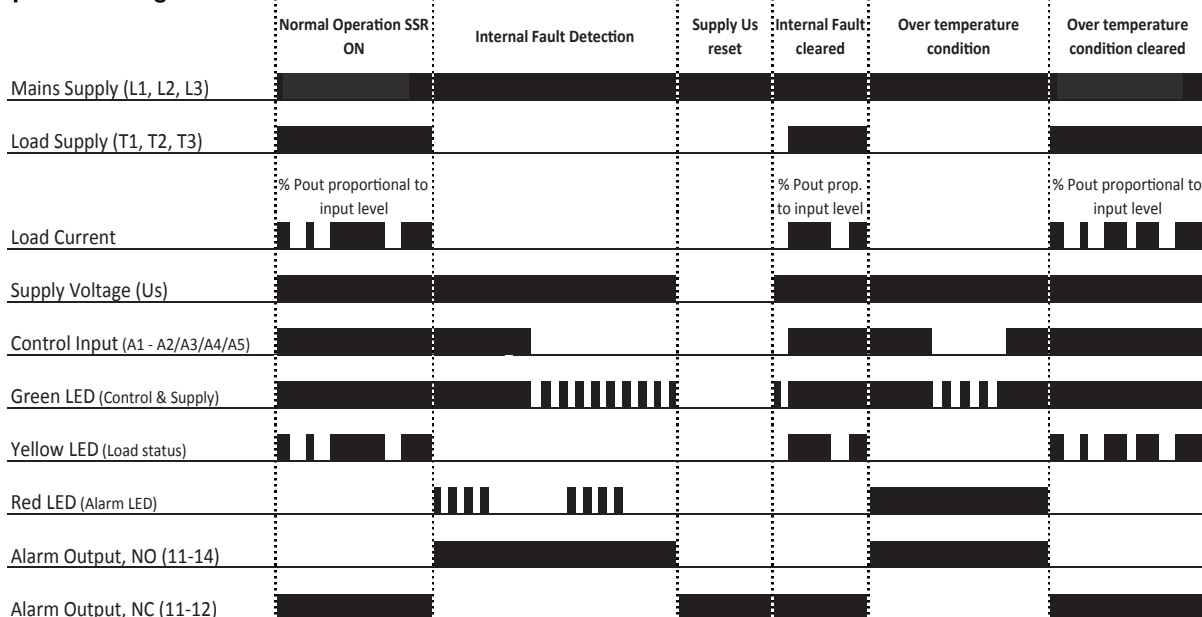 Normal Operation SSR
ON
Internal Fault Detection
Supply Us
reset
Internal Fault
cleared
Over temperature
condition
Over temperature
condition cleared
Mains Supply (L1, L2, L3)
Load Supply (T1, T2, T3)
% Pout proportional to
input level
% Pout prop.
to input level
% Pout proportional to
input level
Load Current
Supply Voltage (Us)
Control Input (A1 - A2/A3/A4/A5)
Green LED (Control & Supply)
Yellow LED (Load status)
Red LED (Alarm LED)
Alarm Output, NO (11-14)
Alarm Output, NC (11-12)